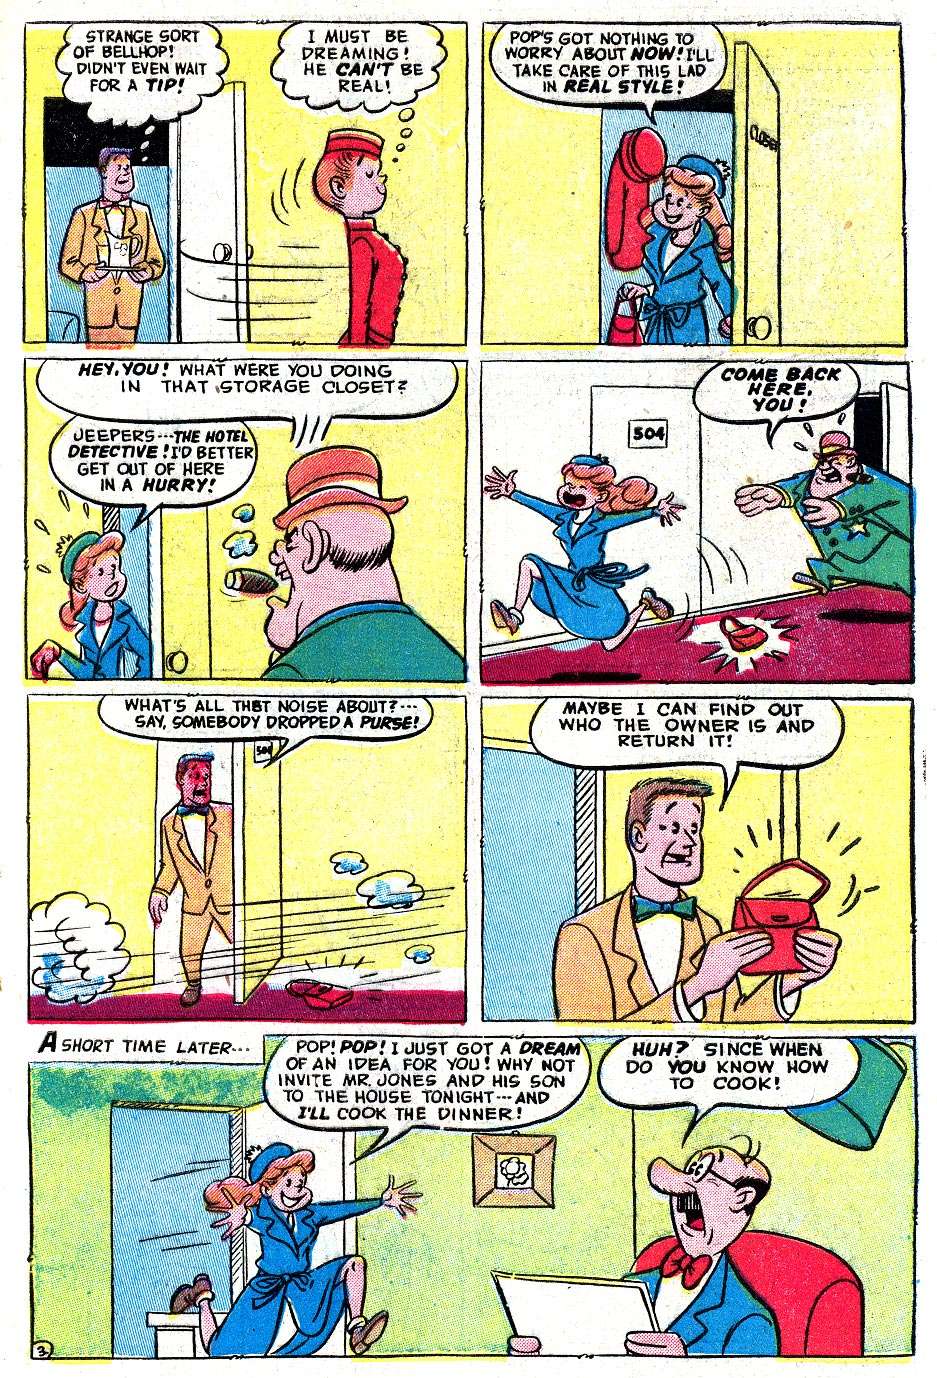 STRANGE SORT
OF BELLHOP!
DIDN'T EVEN WAIT
FOR A TIP!
I MUST BE
DREAMING!
HE CAN'T BE
REAL!
POP'S GOT NOTHING TO
WORRY ABOUT NOW! I'LL
TAKE CARE OF THIS LAD
IN REAL STYLE!
CLOSET
HEY, YOU! WHAT WERE YOU DOING
IN THAT STORAGE CLOSET?
JEEPERS---THE HOTEL
DETECTIVE! I'D BETTER
GET OUT OF HERE
IN A HURRY!
COME BACK
HERE,
YOU!
504
WHAT'S ALL THAT NOISE ABOUT?---
SAY, SOMEBODY DROPPED A PURSE!
504
MAYBE I CAN FIND OUT
WHO THE OWNER IS AND
RETURN IT!
A SHORT TIME LATER---
POP! POP! I JUST GOT A DREAM
OF AN IDEA FOR YOU! WHY NOT
INVITE MR. JONES AND HIS SON
TO THE HOUSE TONIGHT---AND
I'LL COOK THE DINNER!
HUH? SINCE WHEN
DO YOU KNOW HOW
TO COOK!
3